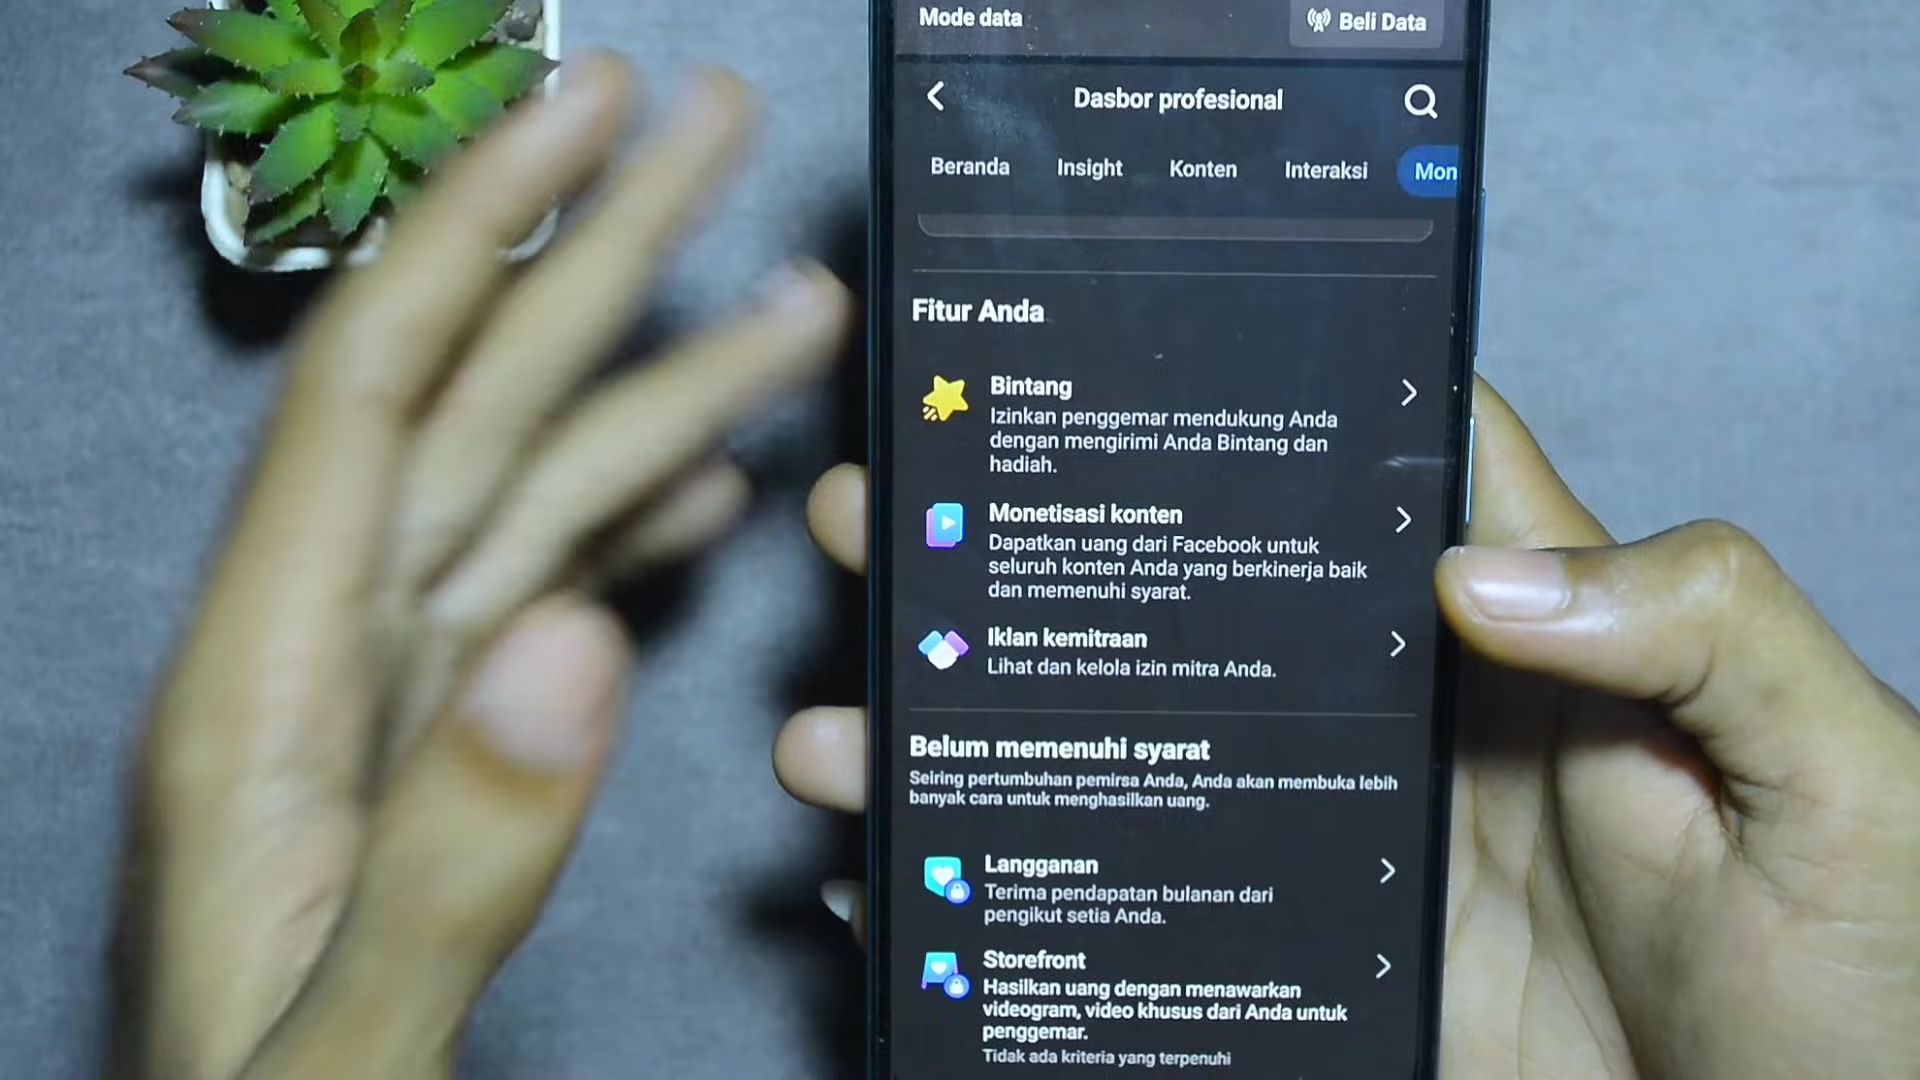 Mode data
Beli Data
Dasbor profesional
Beranda
Insight
Konten
Interaksi
Mon
Fitur Anda
Bintang
Izinkan penggemar mendukung Anda
dengan mengirimi Anda Bintang dan
hadiah.
Monetisasi konten
Dapatkan uang dari Facebook untuk
seluruh konten Anda yang berkinerja baik
dan memenuhi syarat.
Iklan kemitraan
Lihat dan kelola izin mitra Anda.
Belum memenuhi syarat
Seiring pertumbuhan pemirsa Anda, Anda akan membuka lebih
banyak cara untuk menghasilkan uang.
Langganan
Terima pendapatan bulanan dari
pengikut setia Anda.
Storefront
Hasilkan uang dengan menawarkan
videogram, video khusus dari Anda untuk
penggemar.
Tidak ada kriteria yang terpenuhi